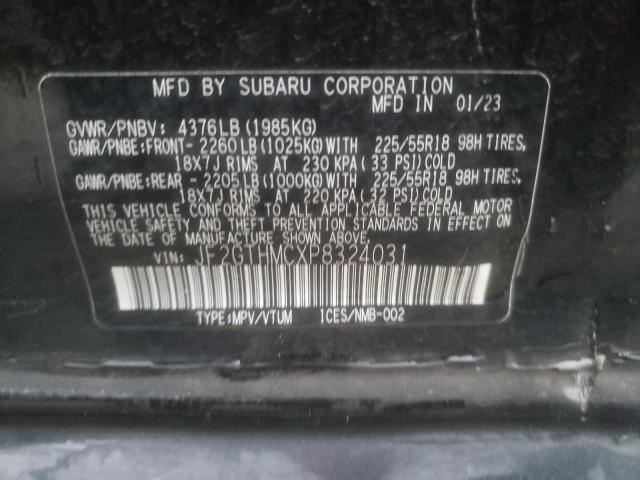 MFD BY SUBARU CORPORATION
MFD IN 01/23
GVWR/PNBV: 4376LB (1985KG)
GAWR/PNBE:FRONT- 2260LB (1025KG)WITH 225/55R18 98H TIRES,
18X7J RIMS AT 230 KPA ( 33 PSI) COLD
GAWR/PNBE:REAR - 2205LB (1000KG)WITH 225/55R18 98H TIRES,
18X7J RIMS AT 220 KPA ( 32 PSI) COLD
THIS VEHICLE CONFORMS TO ALL APPLICABLE FEDERAL MOTOR
VEHICLE SAFETY AND THEFT PREVENTION STANDARDS IN EFFECT ON
THE DATE OF MANUFACTURE SHOWN ABOVE.
VIN: JF2GTHMCXP8324031
TYPE:MPV/VTUM ICES/NMB-002